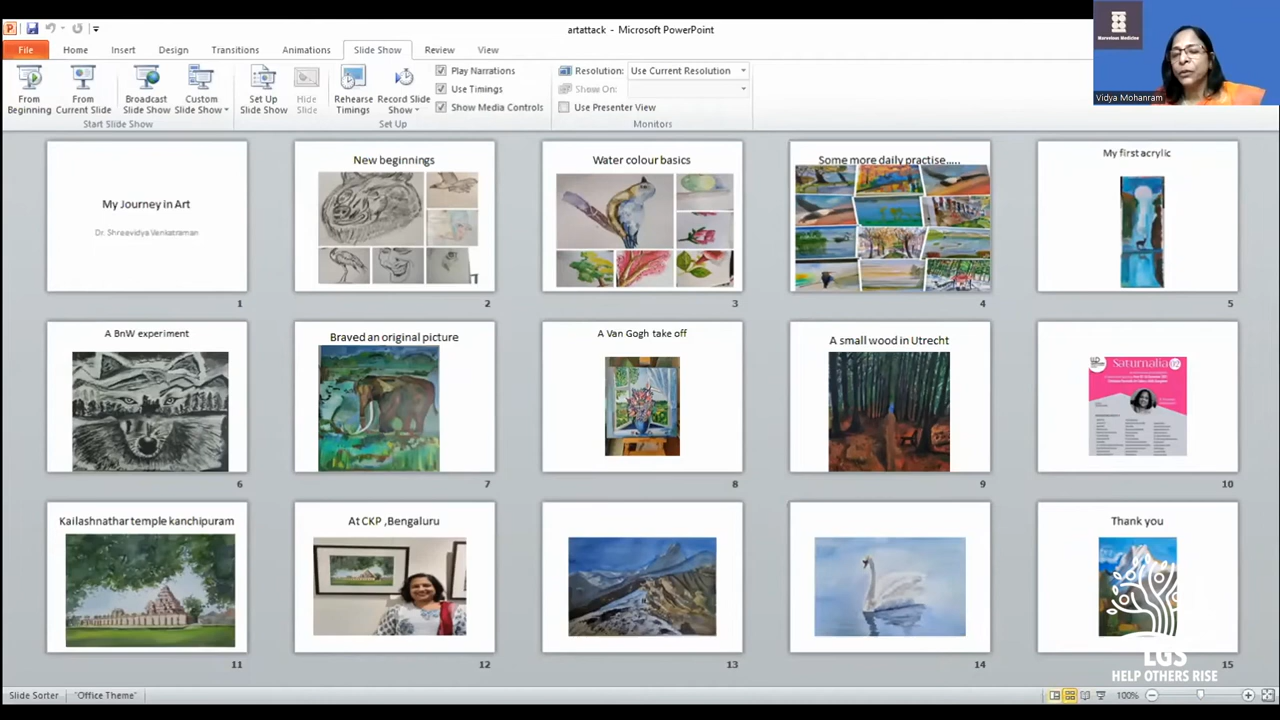 artattack - Microsoft PowerPoint
File Home Insert Design Transitions Animations Slide Show Review View
From Beginning
From Current Slide
Broadcast Slide Show
Custom Slide Show
Start Slide Show
Set Up Slide Show
Hide Slide
Rehearse Timings
Record Slide Show
Play Narrations
Use Timings
Show Media Controls
Set Up
Resolution: Use Current Resolution
Show On:
Use Presenter View
Monitors
Marvelous Medicine
Vidya Mohanram
My Journey in Art
Dr. Shreevidya Venkatraman
1
New beginnings
2
Water colour basics
3
Some more daily practise.....
4
My first acrylic
5
A BnW experiment
6
Braved an original picture
7
A Van Gogh take off
8
A small wood in Utrecht
9
Saturnalia
10
Kailashnathar temple kanchipuram
11
At CKP ,Bengaluru
12
13
14
Thank you
15
LGS
HELP OTHERS RISE
Slide Sorter "Office Theme"
100%